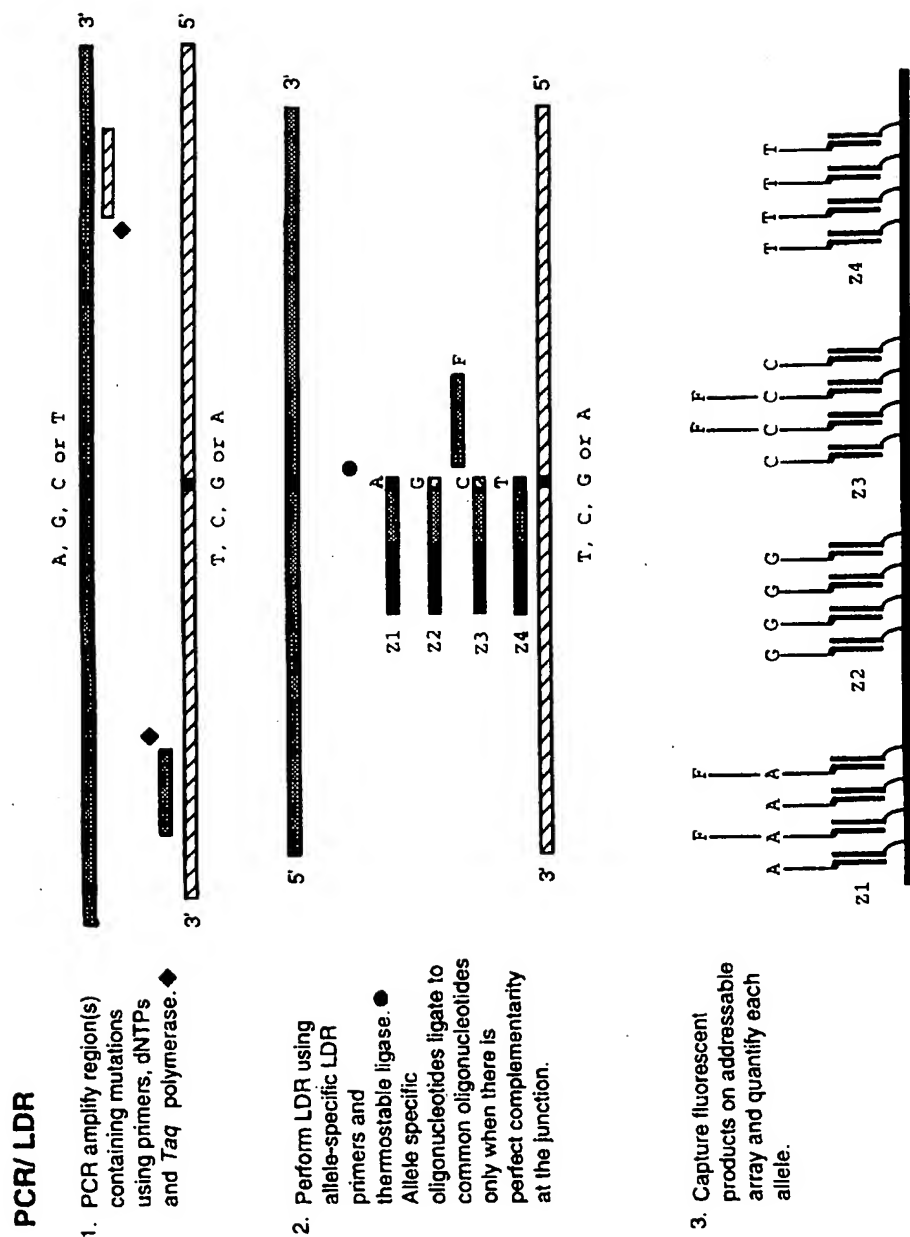 PCR/ LDR
1. PCR amplify region(s)
containing mutations
using primers, dNTPs
and Taq polymerase.
A, G, C or T
3'
3'
5'
T, C, G or A
2. Perform LDR using
allele-specific LDR
primers and
thermostable ligase.
Allele specific
oligonucleotides ligate to
common oligonucleotides
only when there is
perfect complementarity
at the junction.
5'
3'
Z1
A
Z2
G
F
Z3
C
Z4
T
3'
5'
T, C, G or A
3. Capture fluorescent
products on addressable
array and quantify each
allele.
F F F F
A A A A G G G G C C C C T T T T
Z1 Z2 Z3 Z4